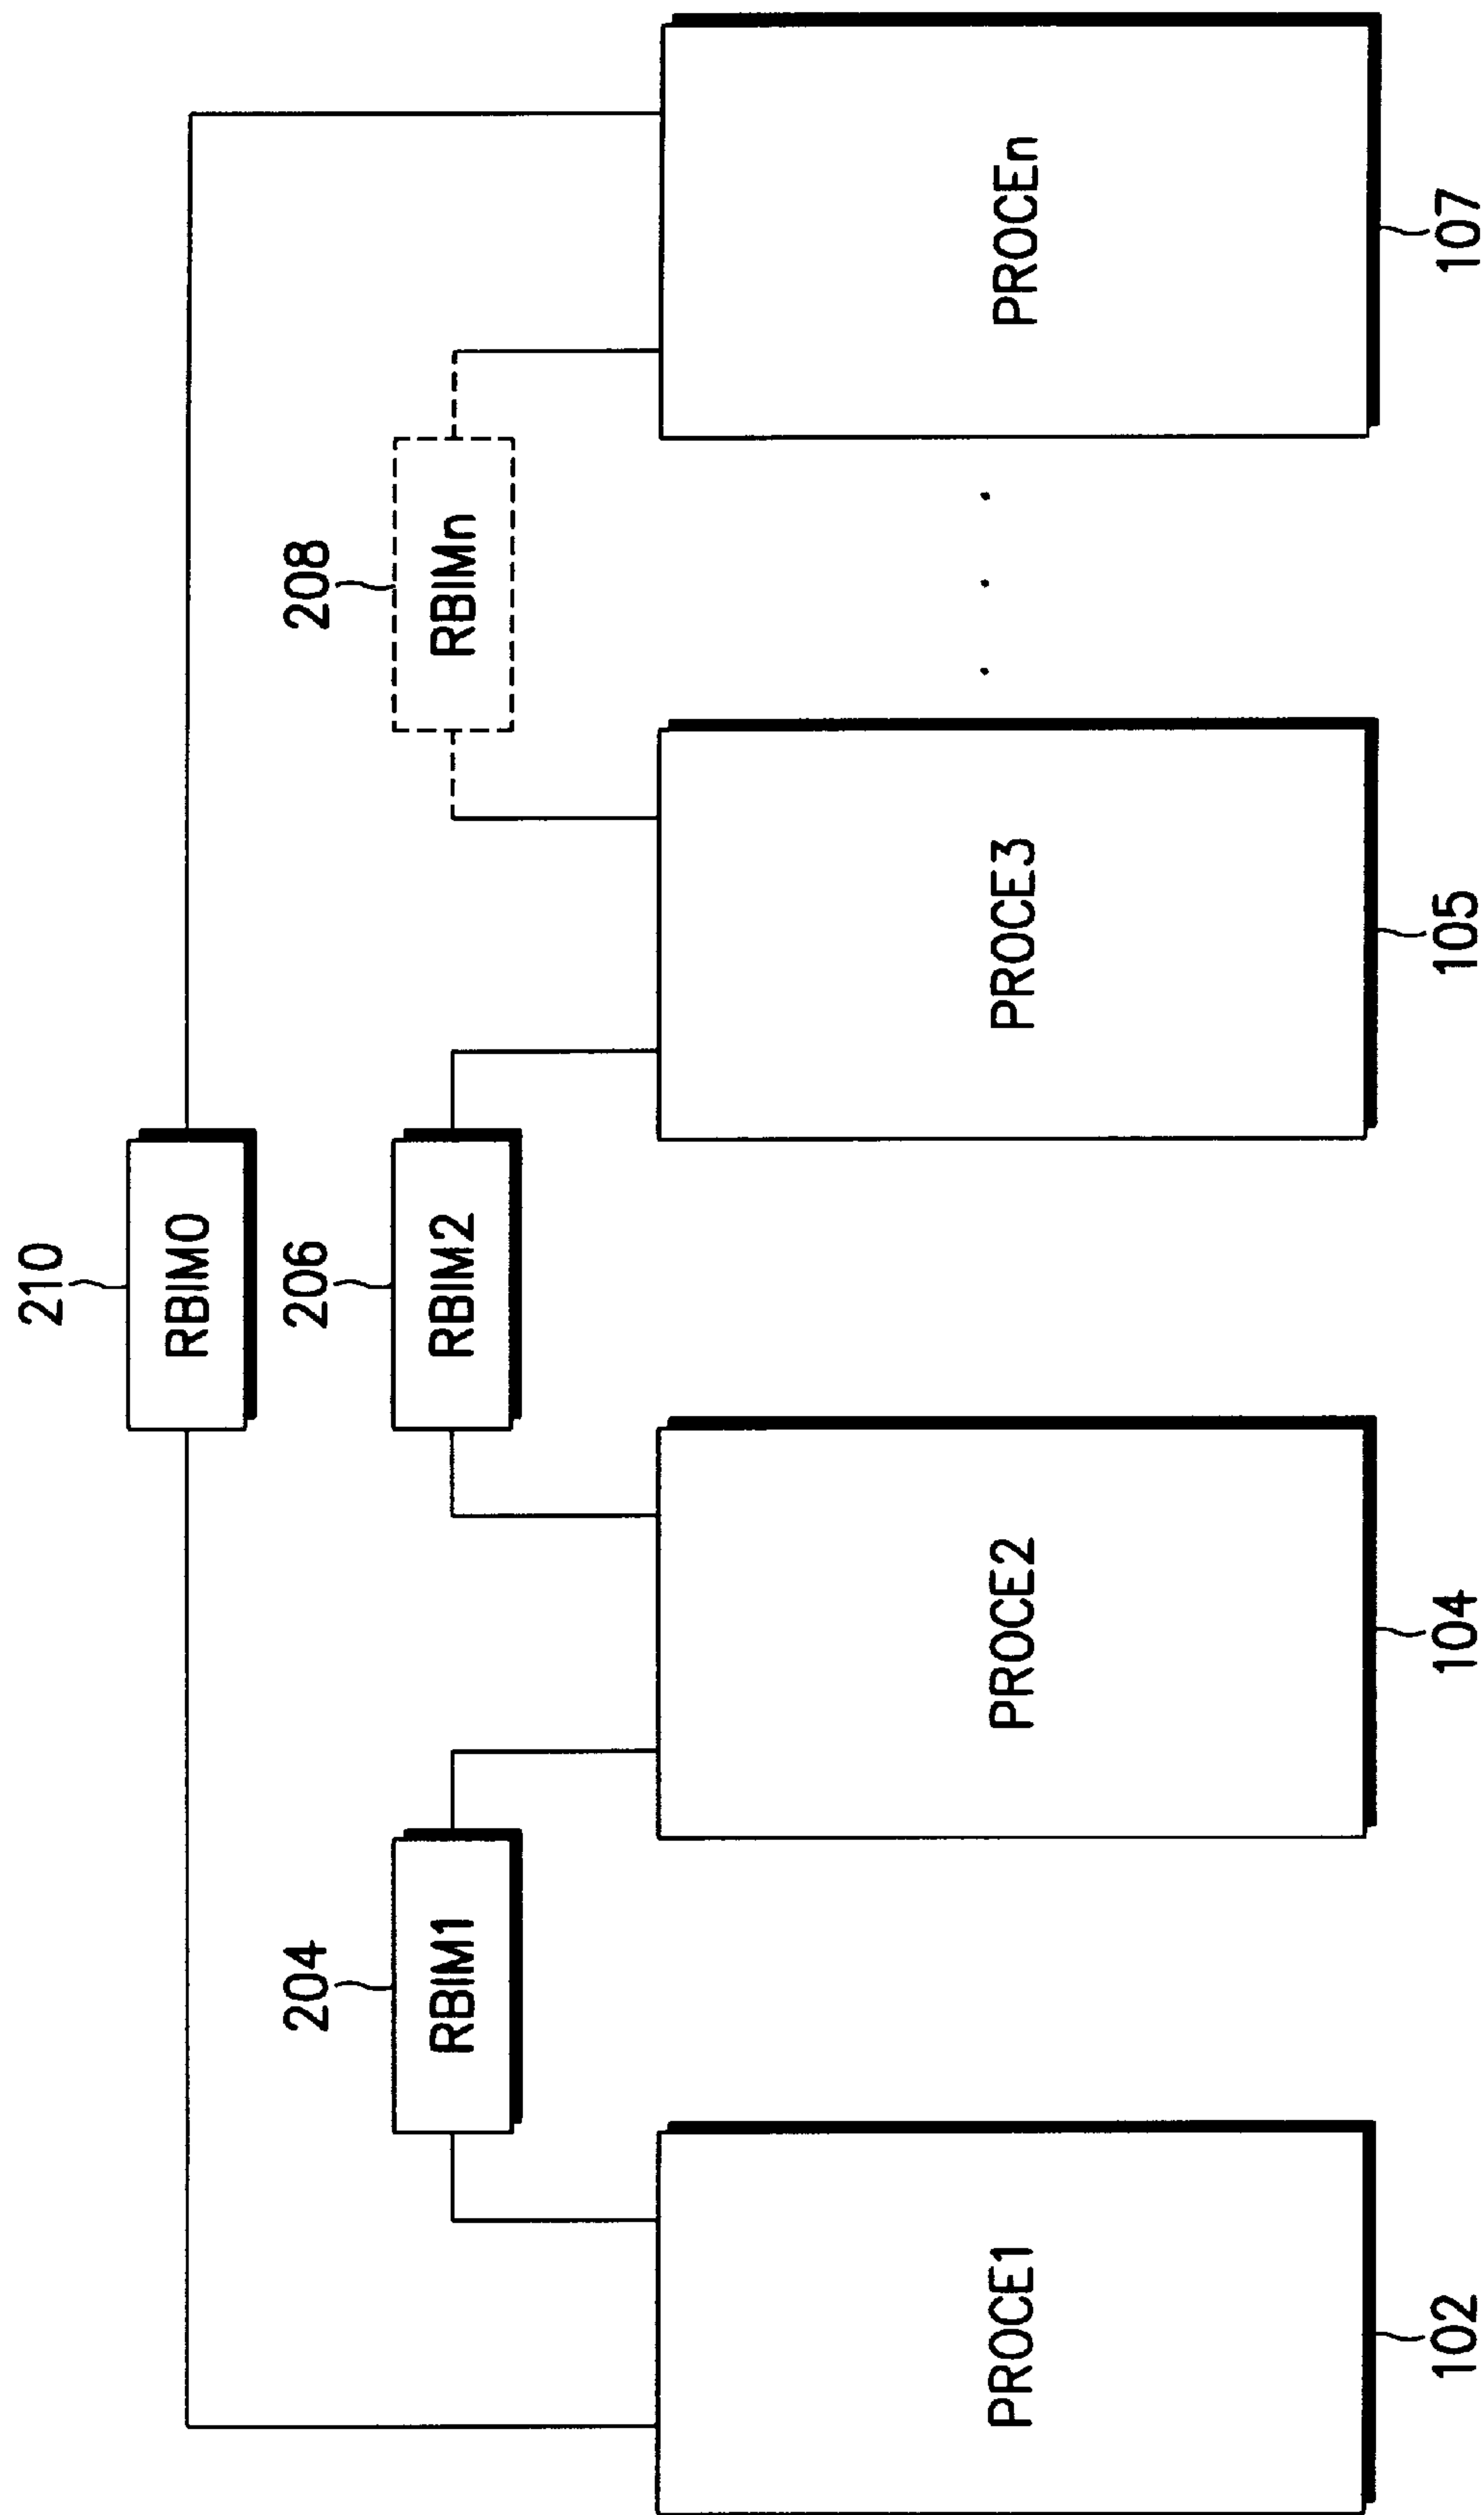 210
RBIM0
204
206
208
RBIM1
RBIM2
RBIMn
PROCE1
PROCE2
PROCE3
. . .
PROCEn
102
104
105
107